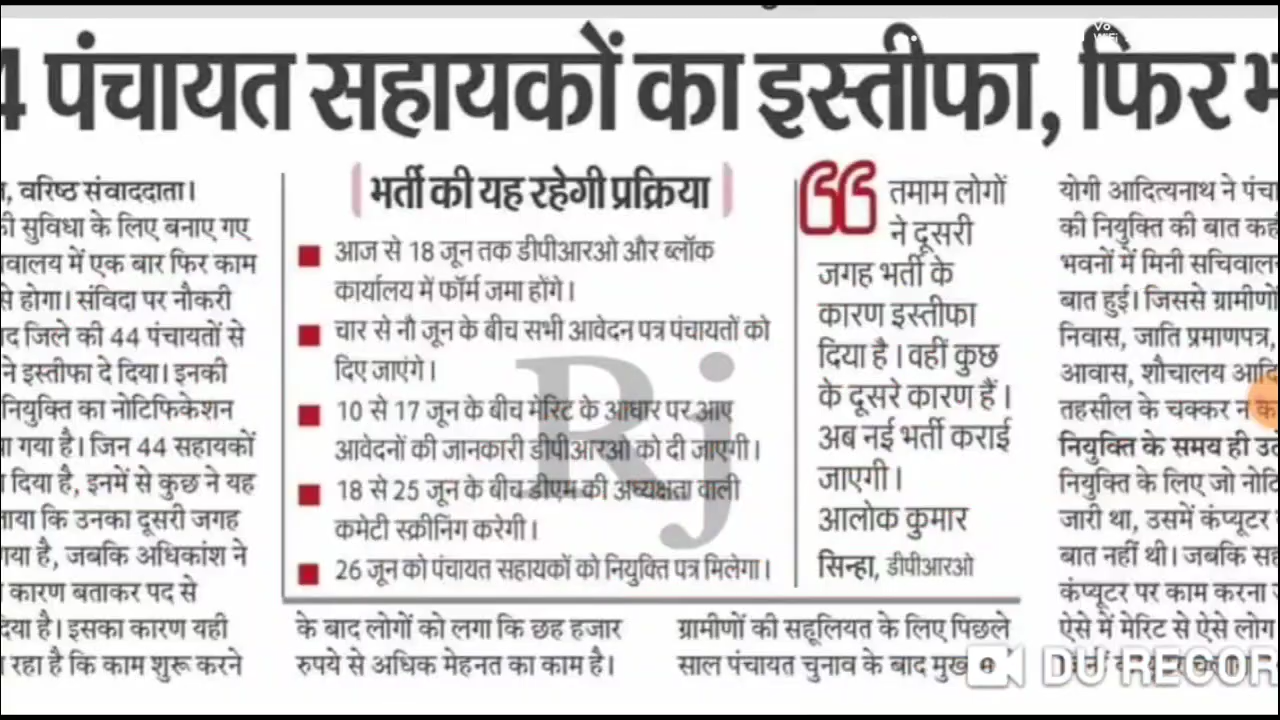 4 पंचायत सहायकों का इस्तीफा, फिर
, वरिष्ठ संवाददाता।
की सुविधा के लिए बनाए गए
में एक बार फिर काम
से होगा। संविदा पर नौकरी
जिले की 44 पंचायतों से
ने इस्तीफा दे दिया। इनकी
नियुक्ति का नोटिफिकेशन
गया है। जिन 44 सहायकों
दिया है, इनमें से कुछ ने यह
कि उनका दूसरी जगह
है, जबकि अधिकांश ने
कारण बताकर पद से
है। इसका कारण यही
रहा है कि काम शुरू करने
भर्ती की यह रहेगी प्रक्रिया
आज से 18 जून तक डीपीआरओ और ब्लॉक
कार्यालय में फॉर्म जमा होंगे।
चार से नौ जून के बीच सभी आवेदन पत्र पंचायतों को
दिए जाएंगे।
10 से 17 जून के बीच मेरिट के आधार पर आए
आवेदनों की जानकारी डीपीआरओ को दी जाएगी।
18 से 25 जून के बीच डीएम की अध्यक्षता वाली
कमेटी स्क्रीनिंग करेगी।
26 जून को पंचायत सहायकों को नियुक्ति पत्र मिलेगा।
के बाद लोगों को लगा कि छह हजार
रुपये से अधिक मेहनत का काम है।
तमाम लोगों
ने दूसरी
जगह भर्ती के
कारण इस्तीफा
दिया है। वहीं कुछ
के दूसरे कारण हैं।
अब नई भर्ती कराई
जाएगी।
आलोक कुमार
सिन्हा, डीपीआरओ
ग्रामीणों की सहूलियत के लिए पिछले
साल पंचायत चुनाव के बाद
योगी आदित्यनाथ ने
की नियुक्ति की बात
भवनों में मिनी
बात हुई। जिससे ग्रामीणों
निवास, जाति प्रमाणपत्र,
आवास, शौचालय
तहसील के चक्कर न
नियुक्ति के समय ही
नियुक्ति के लिए जो
जारी था, उसमें कंप्यूटर
बात नहीं थी। जबकि
कंप्यूटर पर काम करना
ऐसे में मेरिट से ऐसे लोग
Rj
DU RECOR